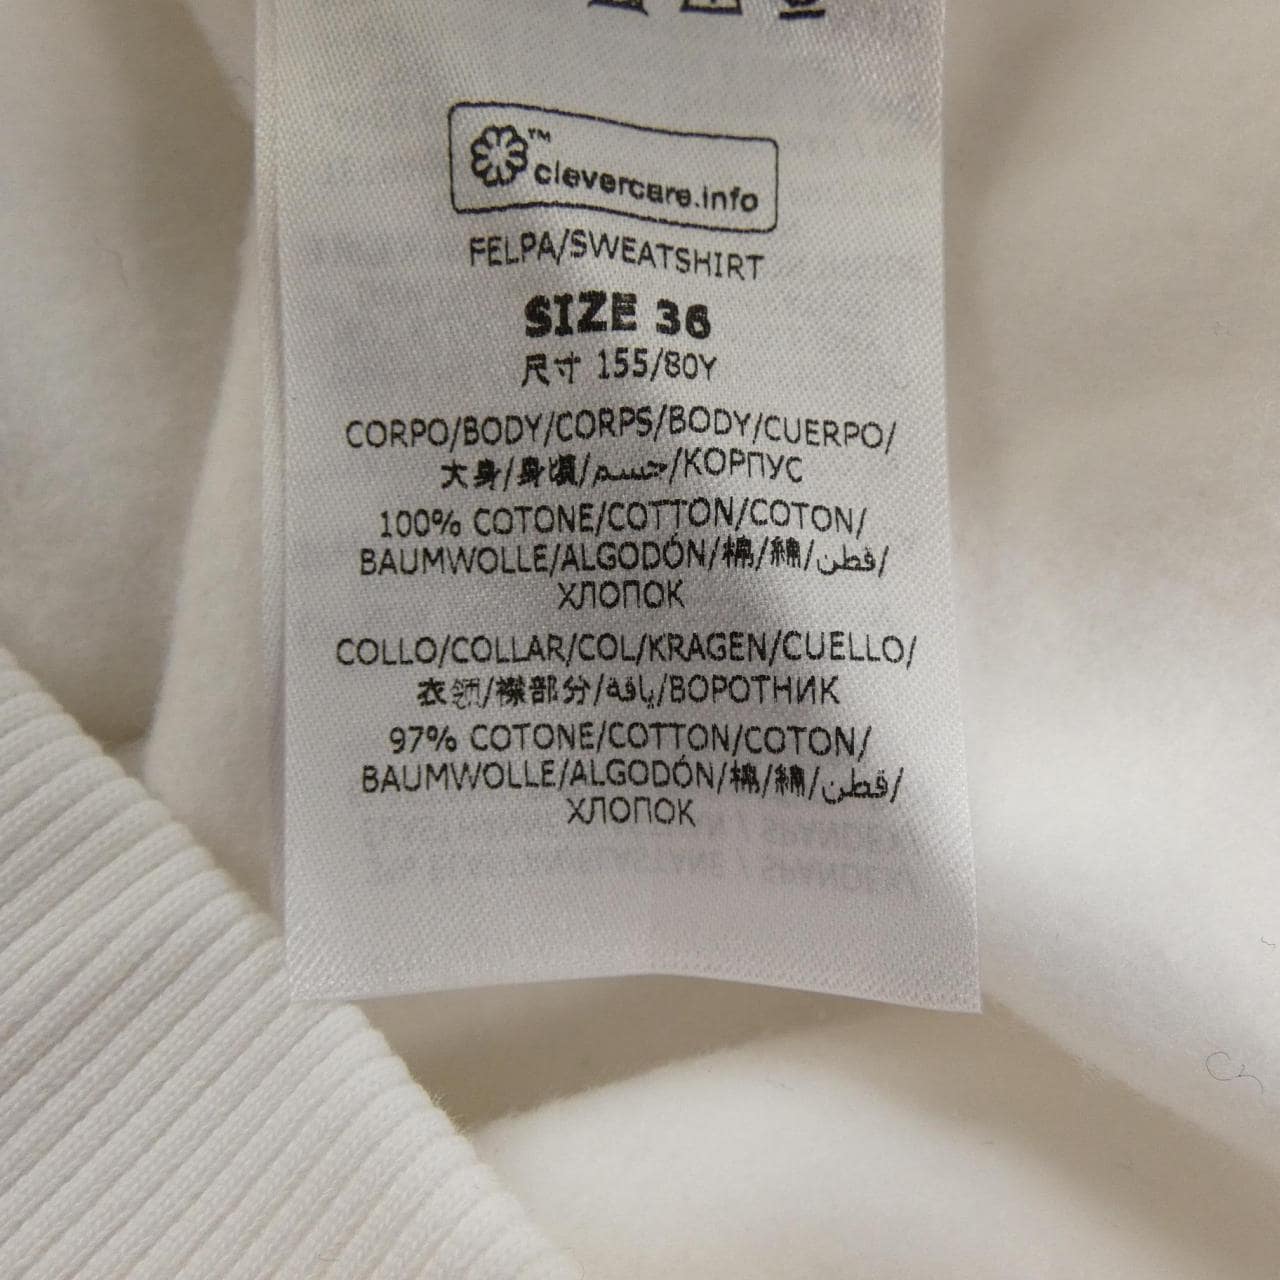 ™
clevercare.info
FELPA/SWEATSHIRT
SIZE 36
尺寸 155/80Y
CORPO/BODY/CORPS/BODY/CUERPO/
大身/身頃/جسم/КОРПУС
100% COTONE/COTTON/COTON/
BAUMWOLLE/ALGODÓN/棉/綿/قطن/
ХЛОПОК
COLLO/COLLAR/COL/KRAGEN/CUELLO/
衣领/襟部分/ياقة/ВОРОТНИК
97% COTONE/COTTON/COTON/
BAUMWOLLE/ALGODÓN/棉/綿/قطن/
ХЛОПОК